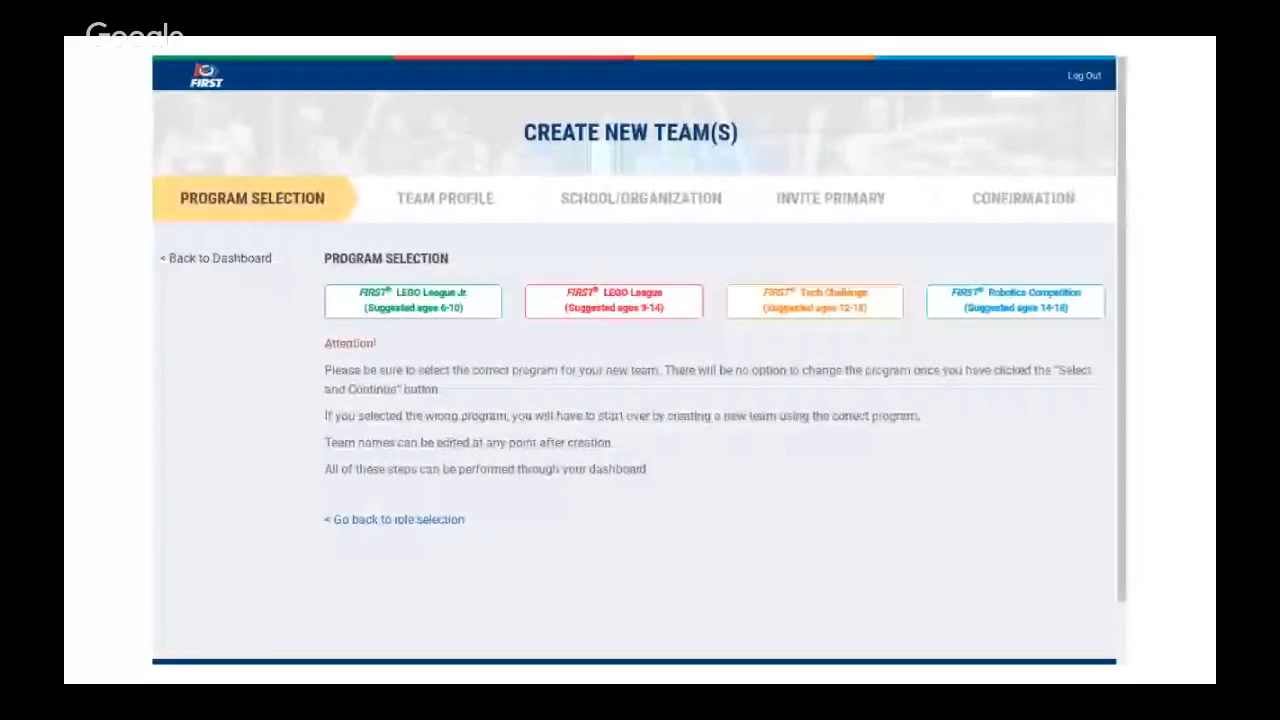 Google
FIRST
Log Out
CREATE NEW TEAM(S)
PROGRAM SELECTION
TEAM PROFILE
SCHOOL/ORGANIZATION
INVITE PRIMARY
CONFIRMATION
< Back to Dashboard
PROGRAM SELECTION
FIRST® LEGO League Jr.
(Suggested ages 6-10)
FIRST® LEGO League
(Suggested ages 9-14)
FIRST® Tech Challenge
(Suggested ages 12-18)
FIRST® Robotics Competition
(Suggested ages 14-18)
Attention!
Please be sure to select the correct program for your new team. There will be no option to change the program once you have clicked the "Select
and Continue" button.
If you selected the wrong program, you will have to start over by creating a new team using the correct program.
Team names can be edited at any point after creation.
All of these steps can be performed through your dashboard
< Go back to role selection